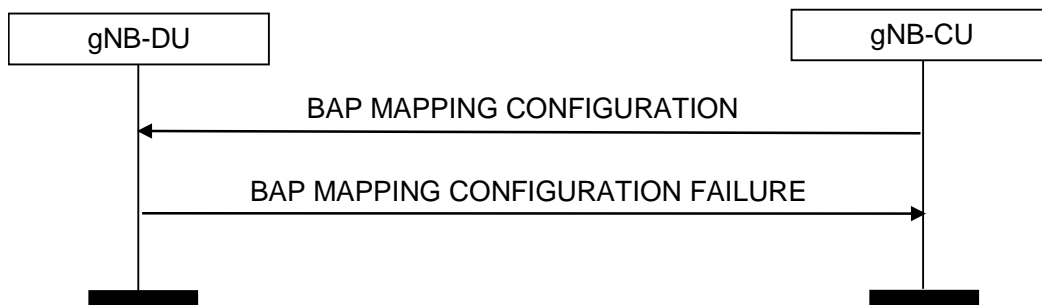 gNB-DU
gNB-CU
BAP MAPPING CONFIGURATION
BAP MAPPING CONFIGURATION FAILURE